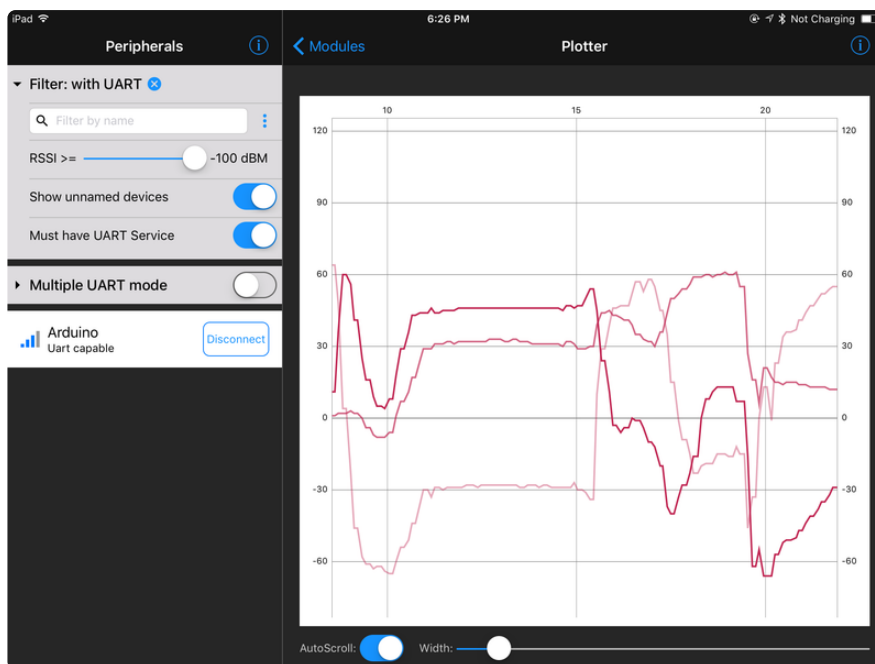 iPad
6:26 PM
Not Charging
Peripherals
Modules
Plotter
Filter: with UART
Filter by name
RSSI >= -100 dBM
Show unnamed devices
Must have UART Service
Multiple UART mode
Arduino
Uart capable
Disconnect
10 15 20
120 120
90 90
60 60
30 30
0 0
-30 -30
-60 -60
AutoScroll: Width: